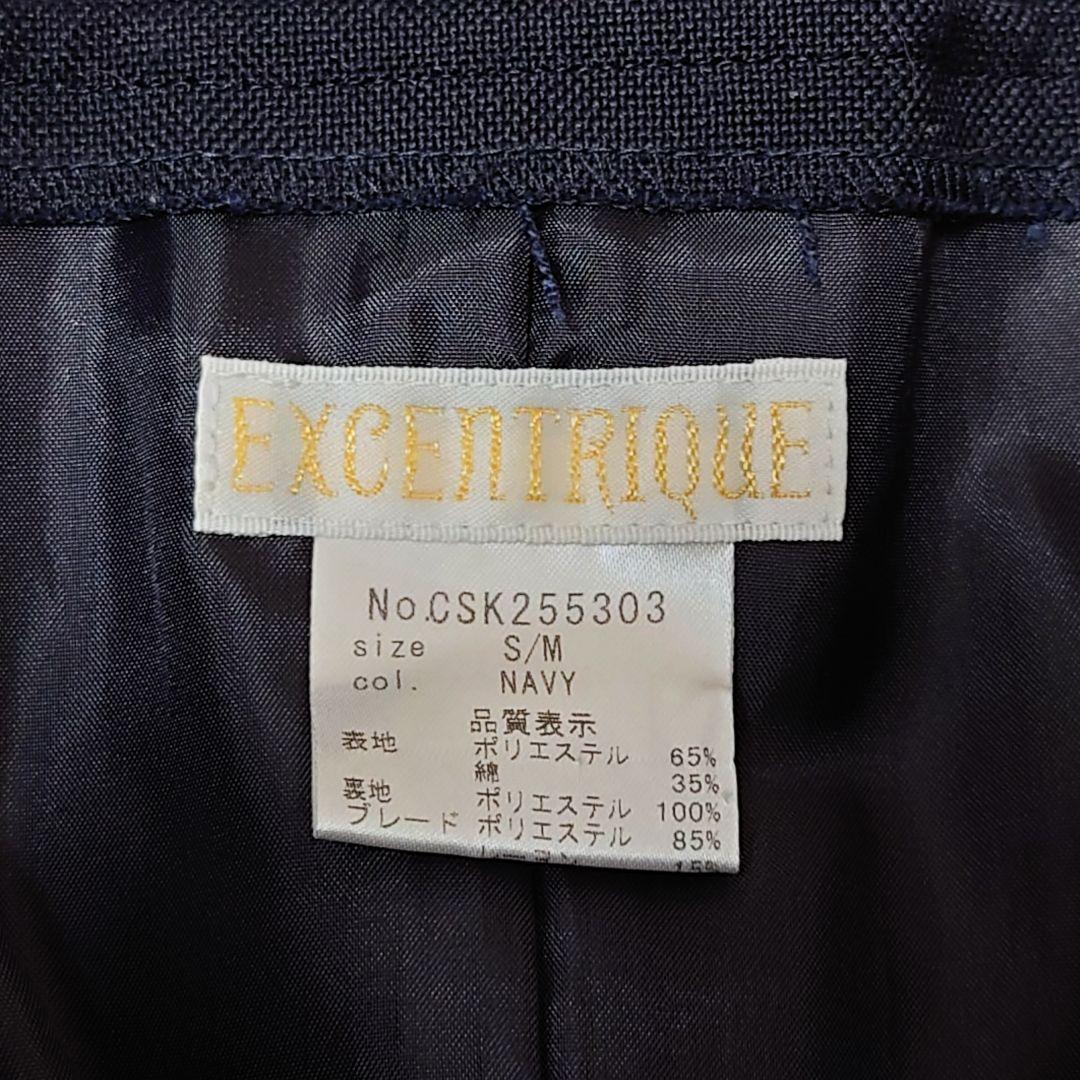 EXCENTRIQUE
No.CSK255303
size S/M
col. NAVY
品質表示
表地 ポリエステル 65%
綿 35%
裏地 ポリエステル 100%
ブレード ポリエステル 85%
15%